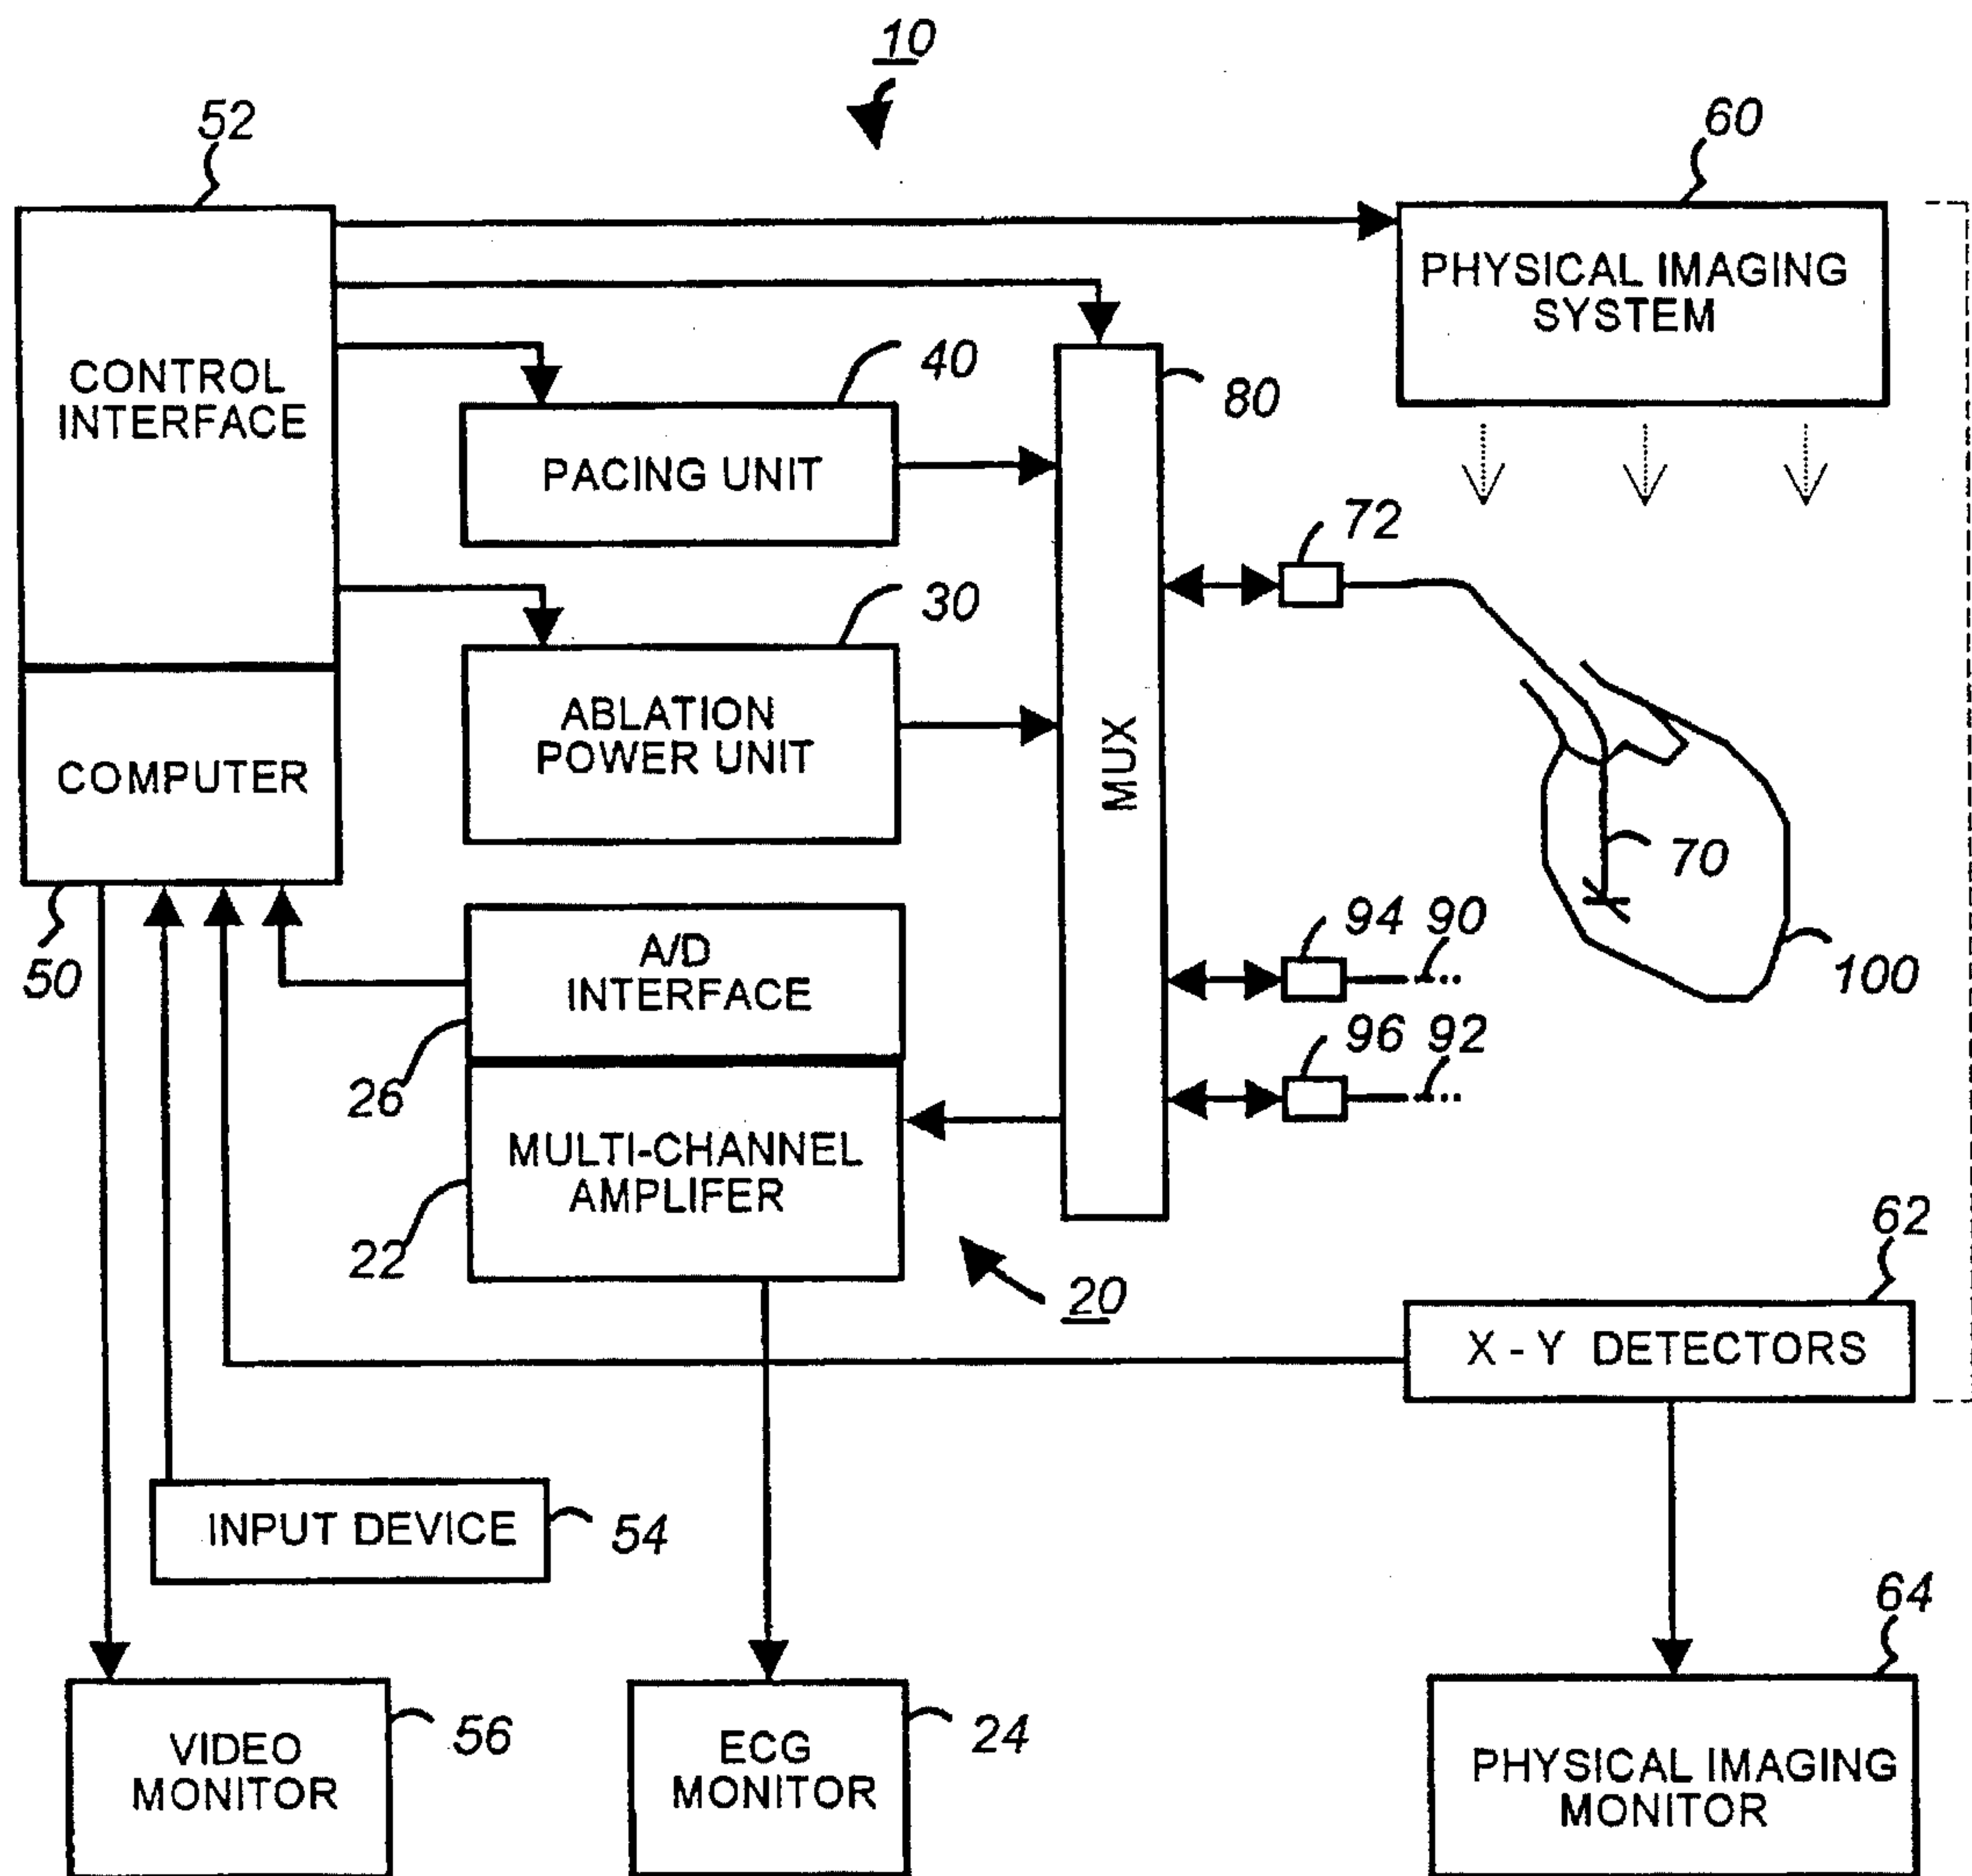 10
52
60
PHYSICAL IMAGING
SYSTEM
CONTROL
INTERFACE
40
80
PACING UNIT
72
30
ABLATION
POWER UNIT
MUX
COMPUTER
70
94 90
A/D
INTERFACE
50
100
26
96 92
MULTI-CHANNEL
AMPLIFER
22
62
20
X - Y DETECTORS
INPUT DEVICE
54
64
56
24
VIDEO
MONITOR
ECG
MONITOR
PHYSICAL IMAGING
MONITOR